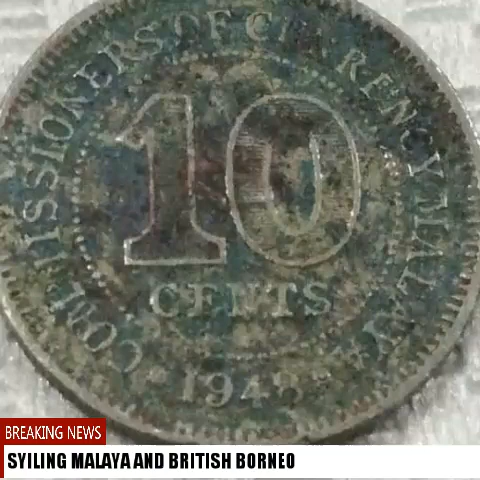 COMMISSIONERS OF CURRENCY MALAYA
10
CENTS
BREAKING NEWS
SYILING MALAYA AND BRITISH BORNEO